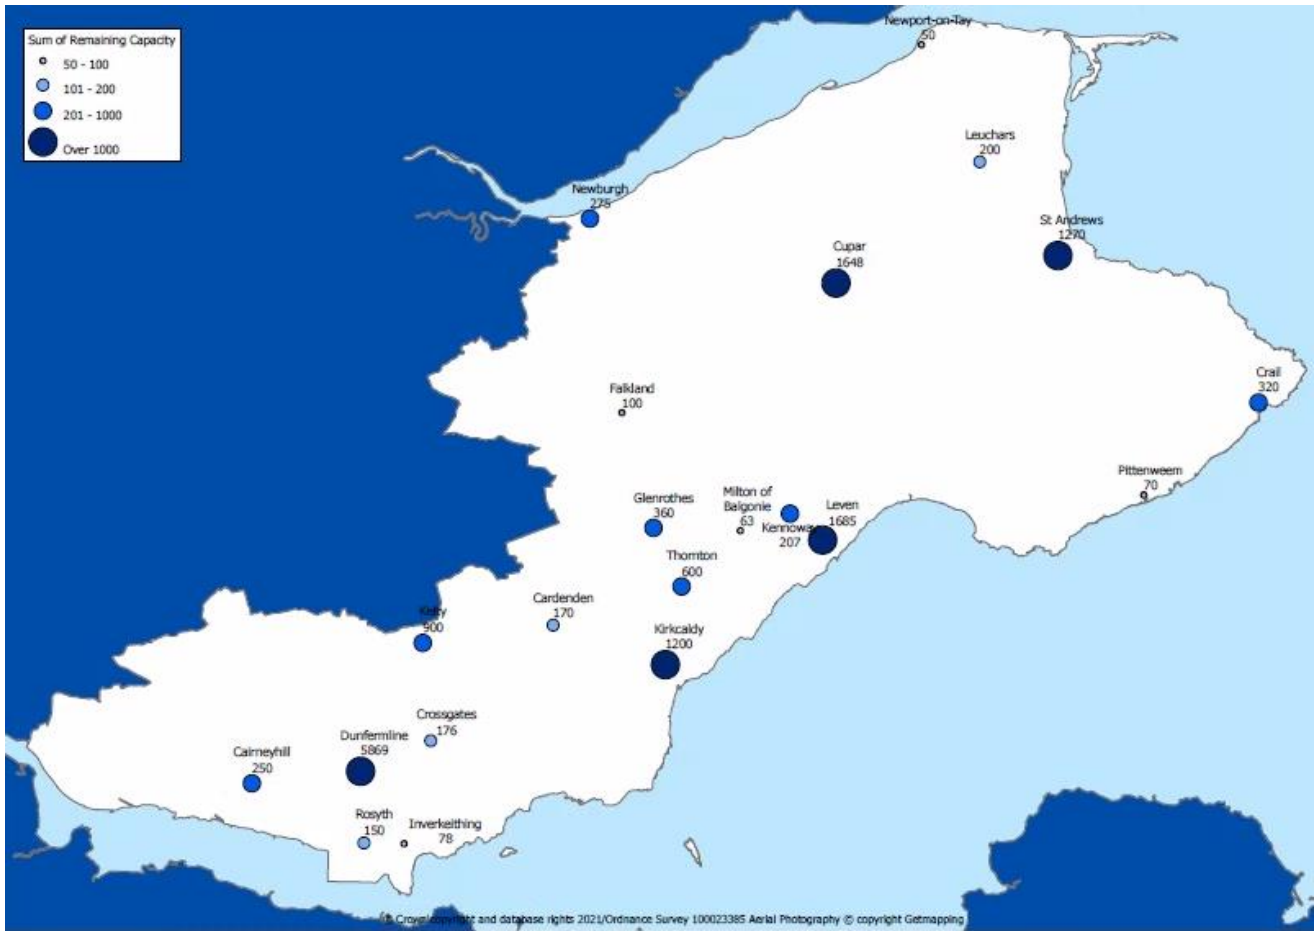 Sum of Remaining Capacity
50 - 100
101 - 200
201 - 1000
Over 1000
Newport-on-Tay
50
Leuchars
200
Newburgh
275
St Andrews
1270
Cupar
1648
Crail
320
Falkland
100
Pittenweem
70
Glenrothes
360
Milton of
Balgonie
63
Leven
1685
Kennoway
207
Thornton
600
Cardenden
170
Kelty
900
Kirkcaldy
1200
Crossgates
176
Dunfermline
5869
Cairneyhill
250
Rosyth
150
Inverkeithing
78
© Crown copyright and database rights 2021/Ordnance Survey 100023385 Aerial Photography © copyright Getmapping